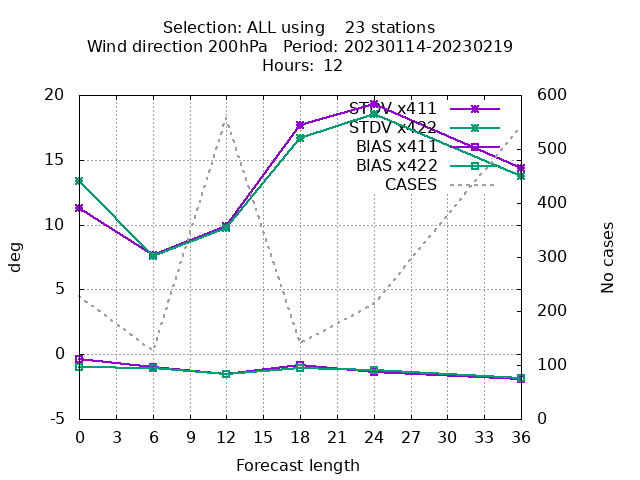 Selection: ALL using    23 stations
Wind direction 200hPa   Period: 20230114-20230219
Hours:  12
deg
No cases
20
15
10
5
0
-5
600
500
400
300
200
100
0
STDV x411
STDV x422
BIAS x411
BIAS x422
CASES
0 3 6 9 12 15 18 21 24 27 30 33 36
Forecast length